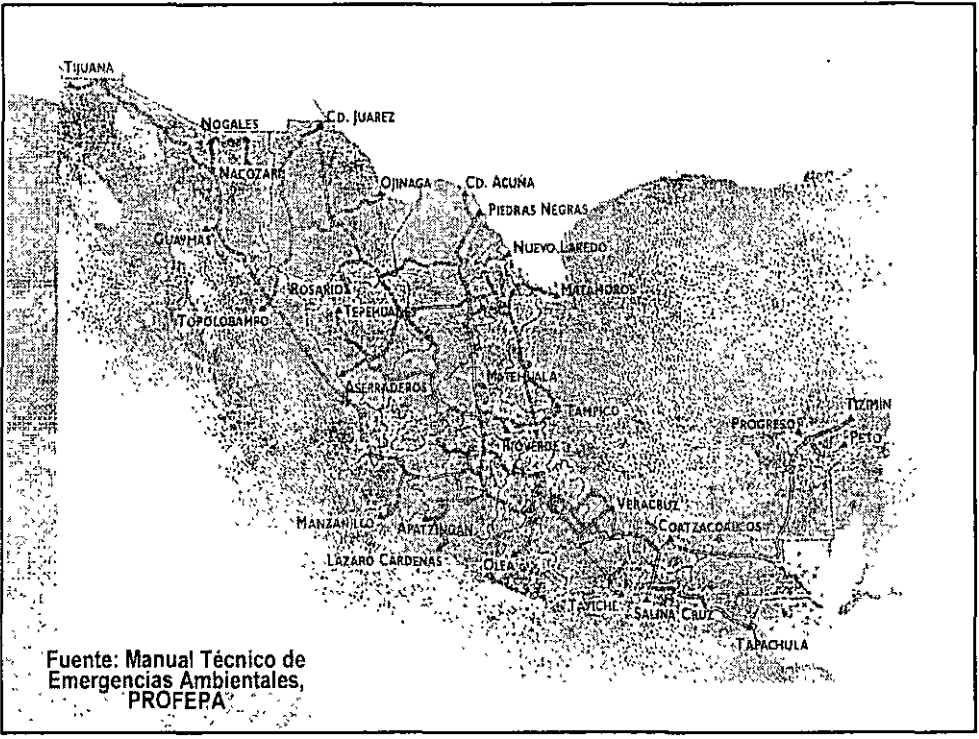 TIJUANA
NOGALES
CD. JUAREZ
NACOZARI
OJINAGA
CD. ACUÑA
PIEDRAS NEGRAS
GUAYMAS
NUEVO LAREDO
ROSARIO
MATAMOROS
TOPOLOBAMPO
TEPEHUANES
ASERRADEROS
MATEHUALA
TAMPICO
TIZIMIN
PROGRESO
PETO
RIOVERDE
VERACRUZ
MANZANILLO
APATZINGAN
COATZACOALCOS
LAZARO CARDENAS
OLEA
TAVICHE
SALINA CRUZ
TAPACHULA
Fuente: Manual Técnico de
Emergencias Ambientales,
PROFEPA